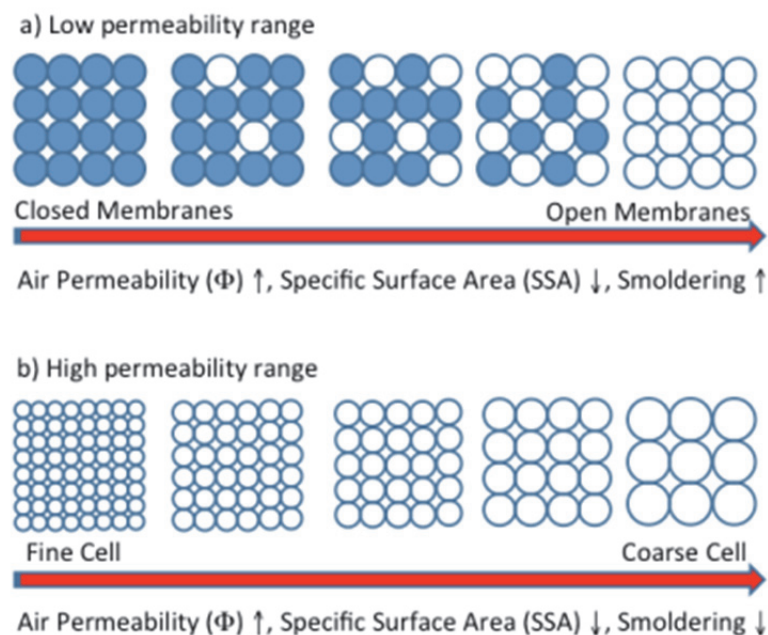 a) Low permeability range
Closed Membranes
Open Membranes
Air Permeability (Φ) ↑, Specific Surface Area (SSA) ↓, Smoldering ↑
b) High permeability range
Fine Cell
Coarse Cell
Air Permeability (Φ) ↑, Specific Surface Area (SSA) ↓, Smoldering ↓